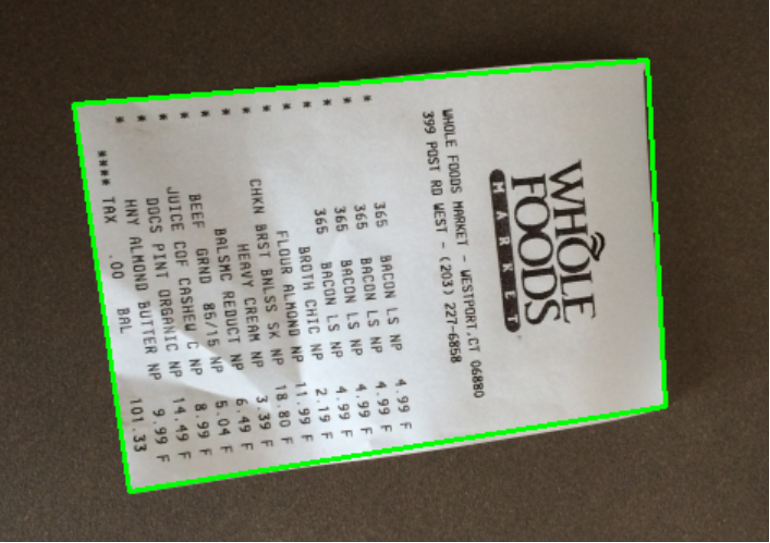 WHOLE
FOODS
MARKET
WHOLE FOODS MARKET - WESTPORT,CT 06880
399 POST RD WEST - (203) 227-6858
365 BACON LS NP 4.99 F
365 BACON LS NP 4.99 F
365 BACON LS NP 4.99 F
365 BACON LS NP 4.99 F
BROTH CHIC NP 2.19 F
FLOUR ALMOND NP 11.99 F
CHKN BRST BNLSS SK NP 18.80 F
HEAVY CREAM NP 3.39 F
BALSMC REDUCT NP 6.49 F
BEEF GRND 85/15 NP 5.04 F
JUICE COF CASHEW C NP 8.99 F
DOCS PINT ORGANIC NP 14.49 F
HNY ALMOND BUTTER NP 9.99 F
**** TAX .00 BAL 101.33